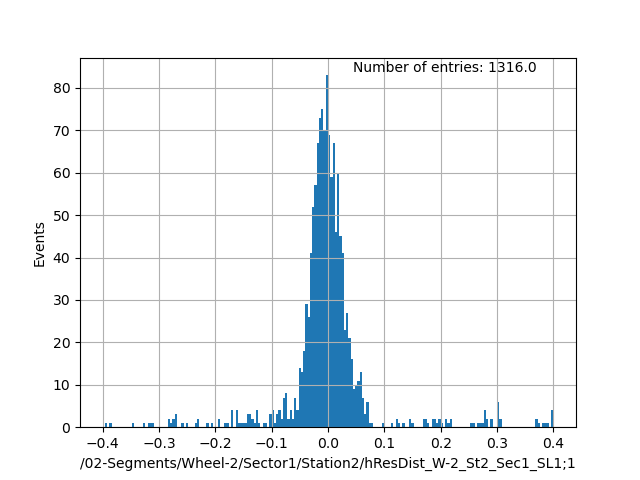 Number of entries: 1316.0
80
70
60
50
40
30
20
10
0
Events
−0.4 −0.3 −0.2 −0.1 0.0 0.1 0.2 0.3 0.4
/02-Segments/Wheel-2/Sector1/Station2/hResDist_W-2_St2_Sec1_SL1;1